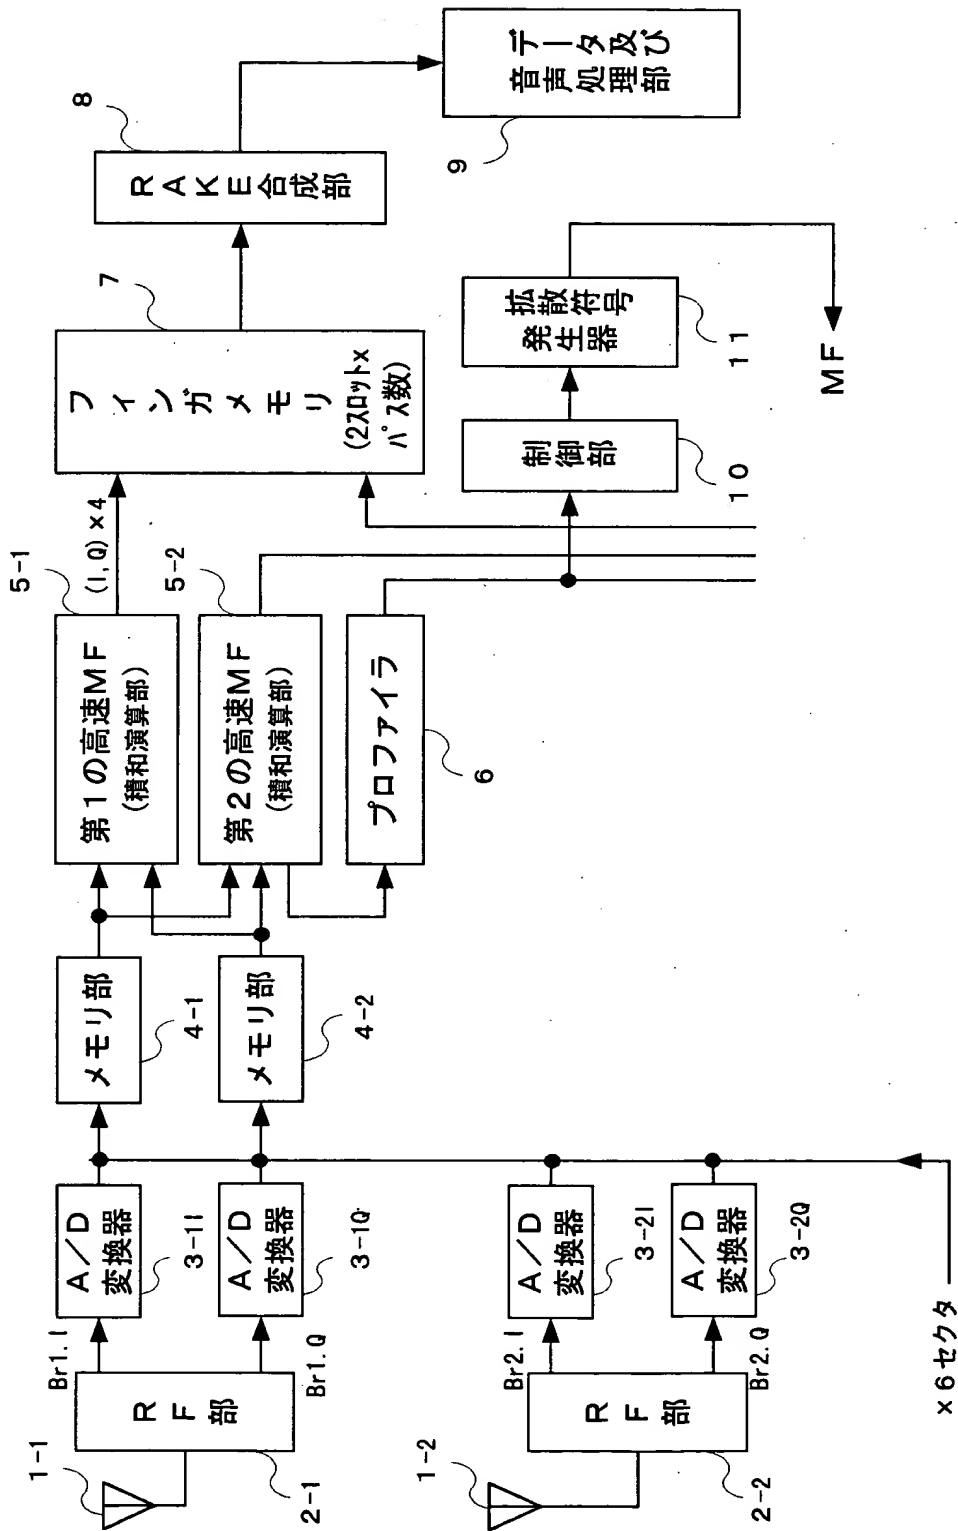 1-1
RF部
2-1
Br1.I
Br1.Q
A/D
変換器
3-1I
A/D
変換器
3-1Q
メモリ部
4-1
メモリ部
4-2
第1の高速MF
(積和演算部)
5-1
第2の高速MF
(積和演算部)
5-2
プロファイラ
6
(I,Q)×4
フィンガメモリ
(2スロットx
パス数)
7
RAKE合成部
8
データ及び
音声処理部
9
制御部
10
拡散符号
発生器
11
MF
1-2
RF部
2-2
Br2.I
Br2.Q
A/D
変換器
3-2I
A/D
変換器
3-2Q
×6セクタ